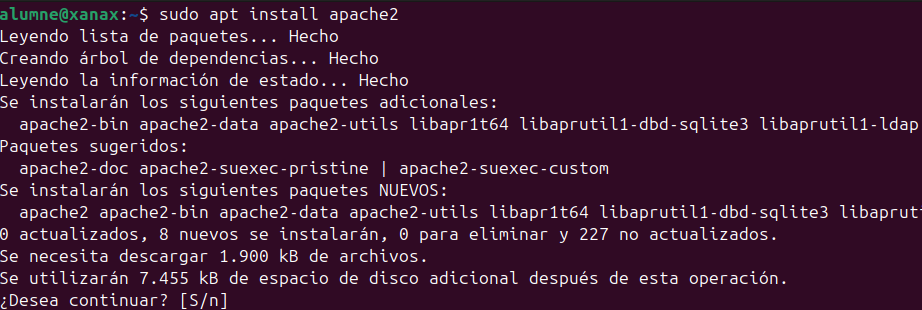 alumne@xanax:~$ sudo apt install apache2
Leyendo lista de paquetes... Hecho
Creando árbol de dependencias... Hecho
Leyendo la información de estado... Hecho
Se instalarán los siguientes paquetes adicionales:
  apache2-bin apache2-data apache2-utils libapr1t64 libaprutil1-dbd-sqlite3 libaprutil1-ldap
Paquetes sugeridos:
  apache2-doc apache2-suexec-pristine | apache2-suexec-custom
Se instalarán los siguientes paquetes NUEVOS:
  apache2 apache2-bin apache2-data apache2-utils libapr1t64 libaprutil1-dbd-sqlite3
0 actualizados, 8 nuevos se instalarán, 0 para eliminar y 227 no actualizados.
Se necesita descargar 1.900 kB de archivos.
Se utilizarán 7.455 kB de espacio de disco adicional después de esta operación.
¿Desea continuar? [S/n]